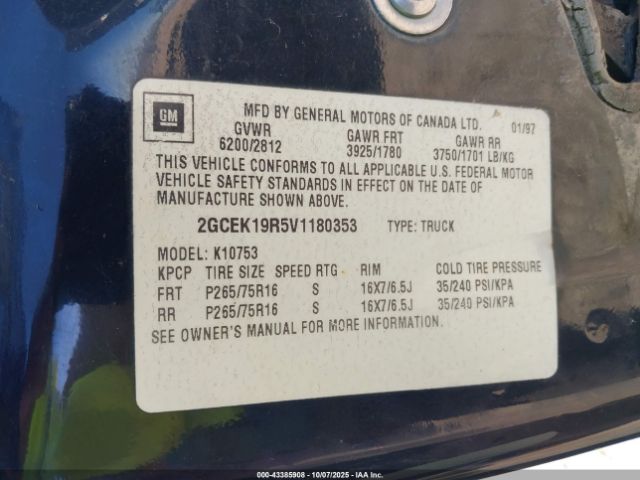 GM
MFD BY GENERAL MOTORS OF CANADA LTD. 01/97
GVWR GAWR FRT GAWR RR
6200/2812 3925/1780 3750/1701 LB/KG
THIS VEHICLE CONFORMS TO ALL APPLICABLE U.S. FEDERAL MOTOR
VEHICLE SAFETY STANDARDS IN EFFECT ON THE DATE OF
MANUFACTURE SHOWN ABOVE.
2GCEK19R5V1180353 TYPE: TRUCK
MODEL: K10753
KPCP TIRE SIZE SPEED RTG RIM COLD TIRE PRESSURE
FRT P265/75R16 S 16X7/6.5J 35/240 PSI/KPA
RR P265/75R16 S 16X7/6.5J 35/240 PSI/KPA
SEE OWNER'S MANUAL FOR MORE INFORMATION.
000-43385908 - 10/07/2025 - IAAI.COM